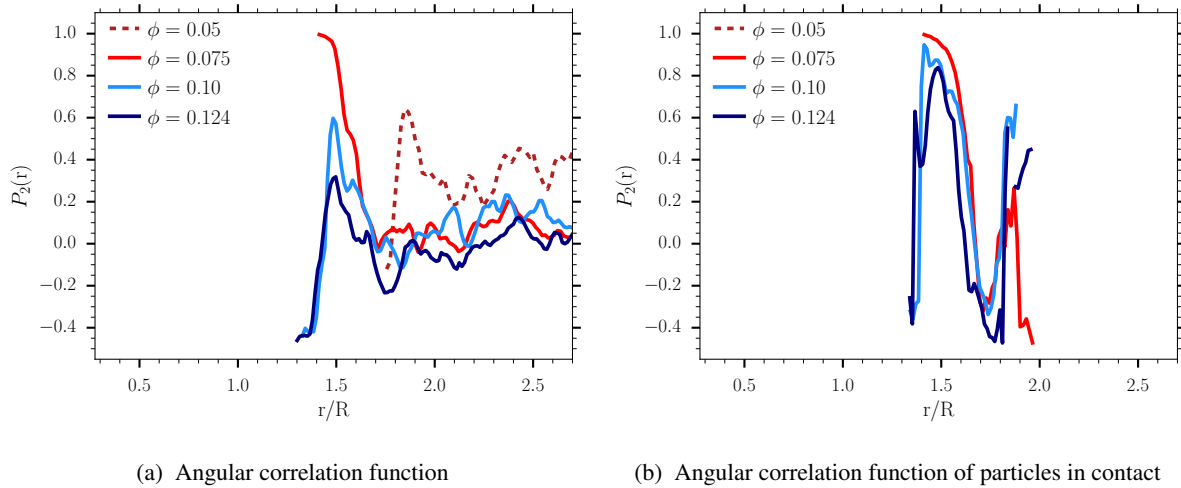 1.0
0.8
0.6
0.4
0.2
0.0
−0.2
−0.4
P₂(r)
ϕ = 0.05
ϕ = 0.075
ϕ = 0.10
ϕ = 0.124
0.5 1.0 1.5 2.0 2.5
r/R
(a) Angular correlation function
1.0
0.8
0.6
0.4
0.2
0.0
−0.2
−0.4
P₂(r)
ϕ = 0.05
ϕ = 0.075
ϕ = 0.10
ϕ = 0.124
0.5 1.0 1.5 2.0 2.5
r/R
(b) Angular correlation function of particles in contact